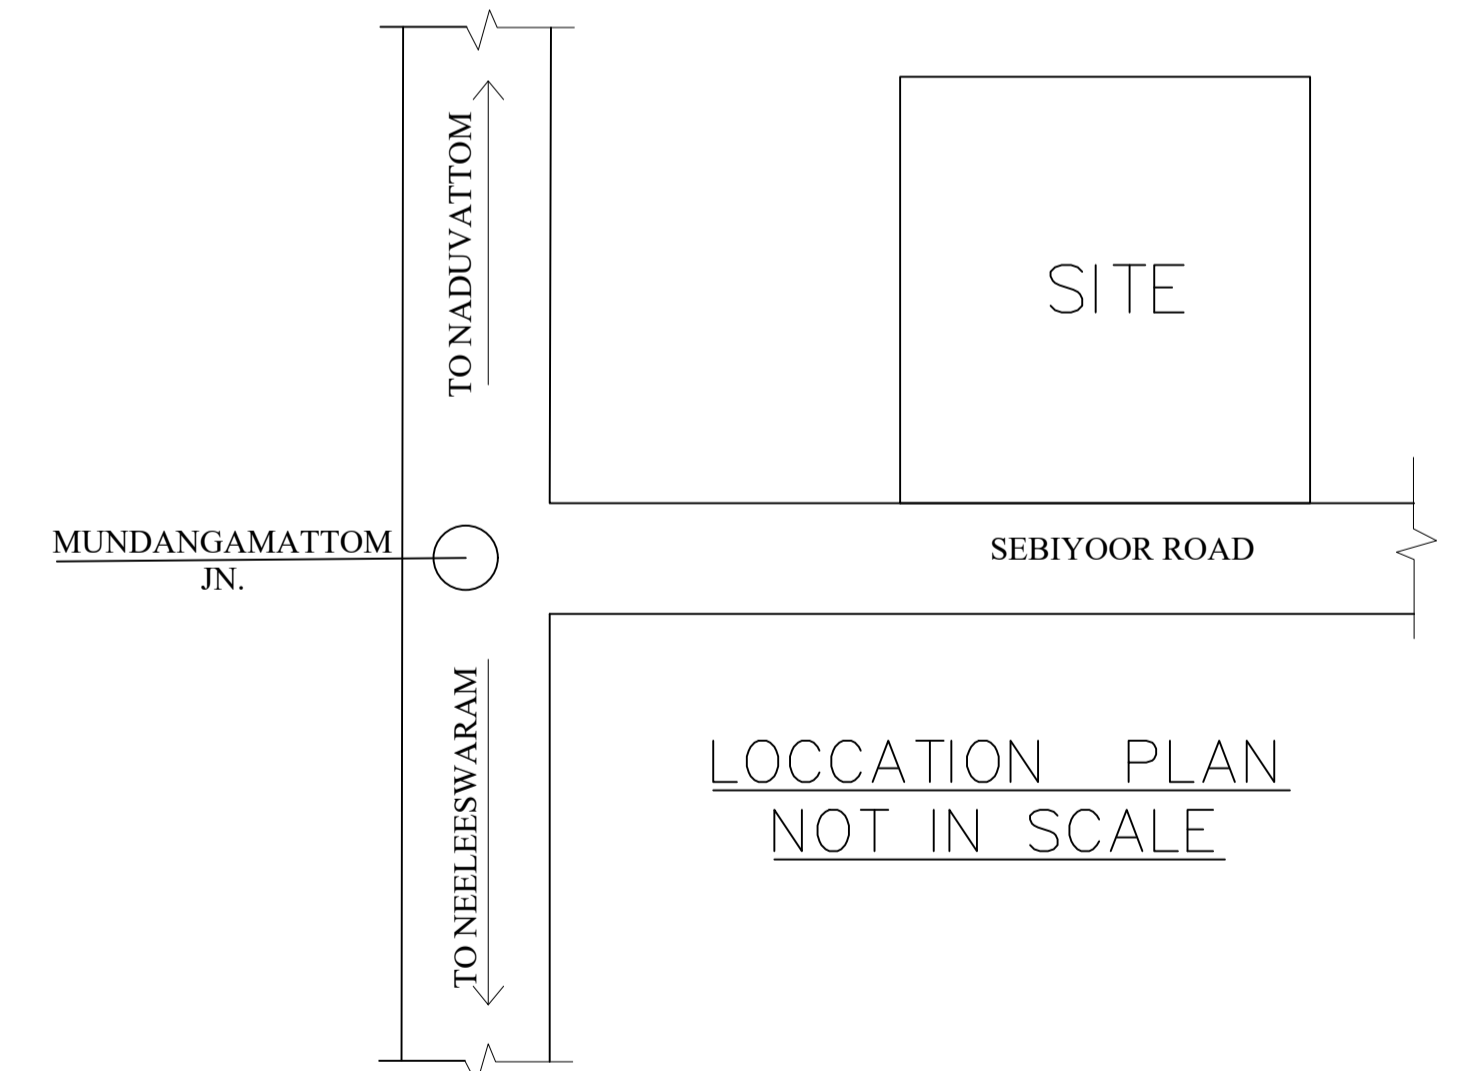 TO NADUVATTOM
SITE
MUNDANGAMATTOM
JN.
SEBIYOOR ROAD
TO NEELEESWARAM
LOCCATION PLAN
NOT IN SCALE